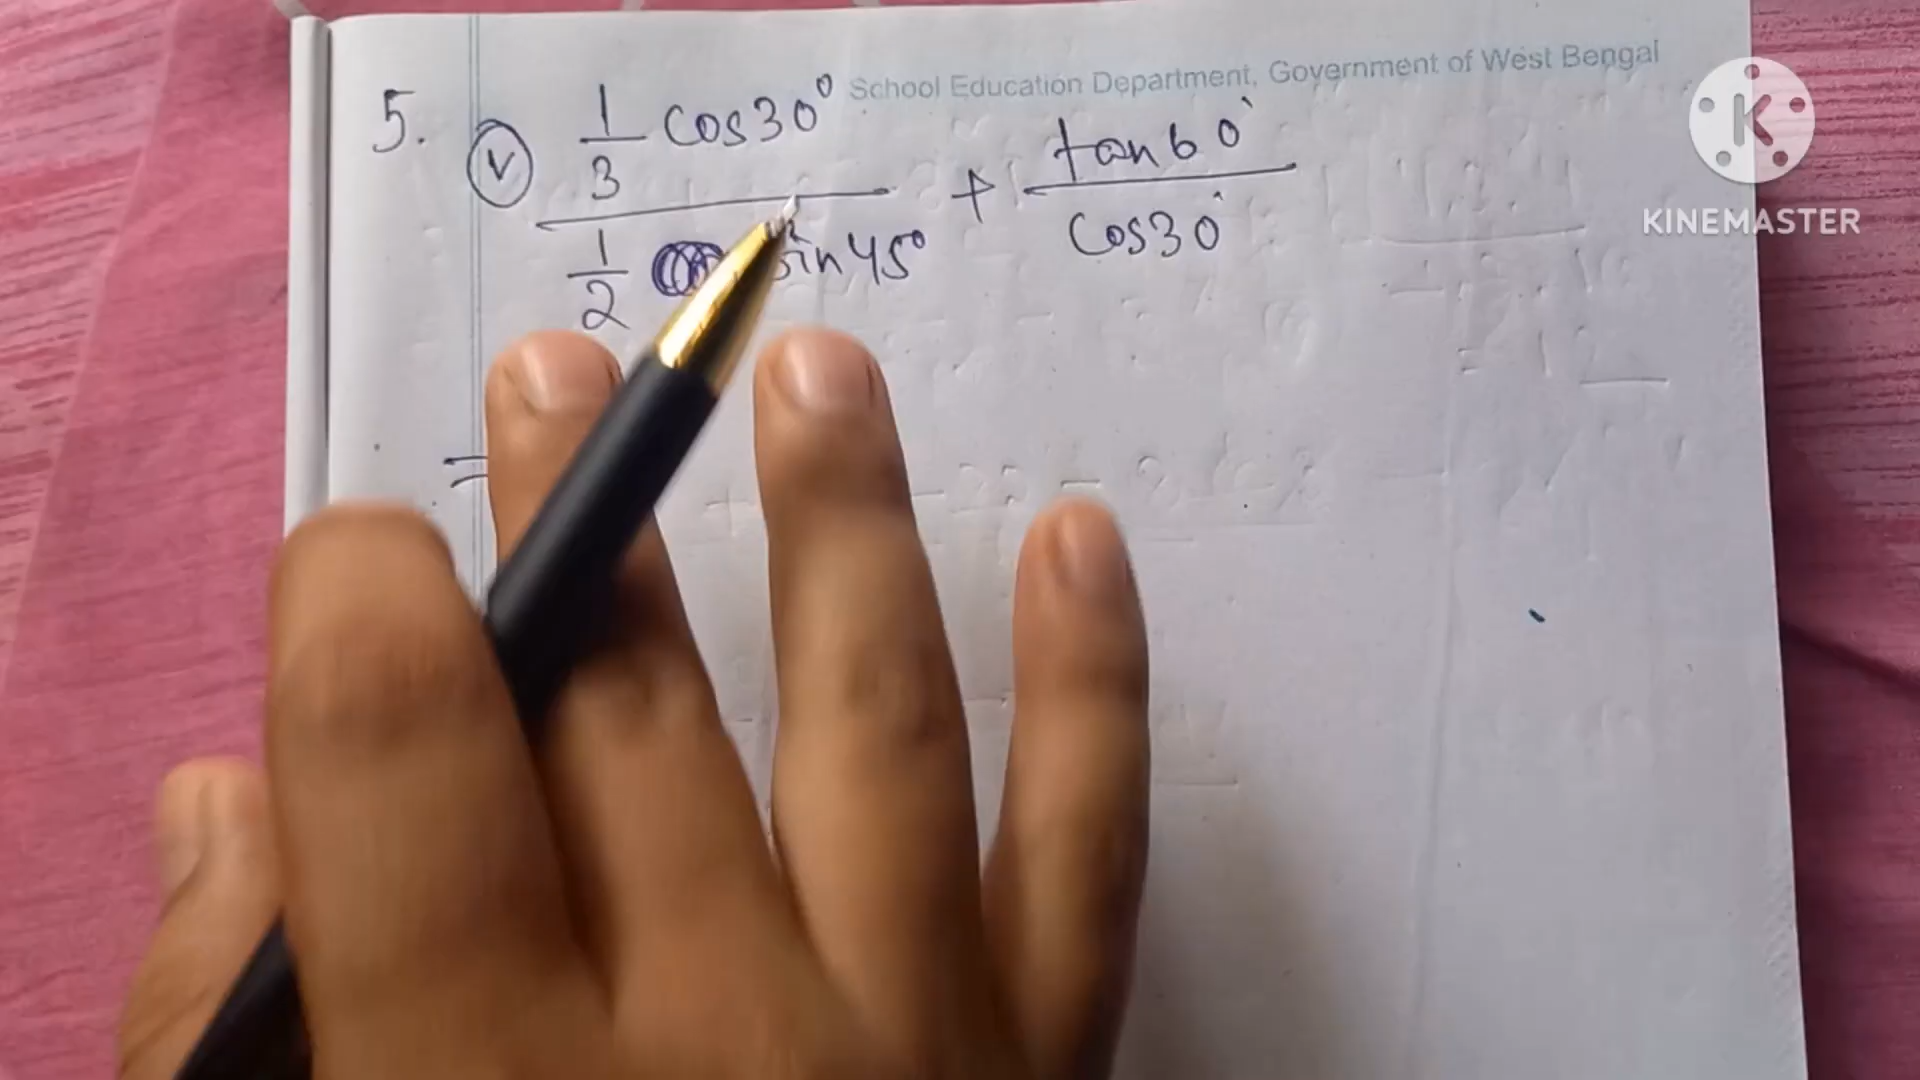 School Education Department, Government of West Bengal
KINEMASTER
5. (v) 1/3 cos30° + tan60°
1/2 sin45° cos30°
=